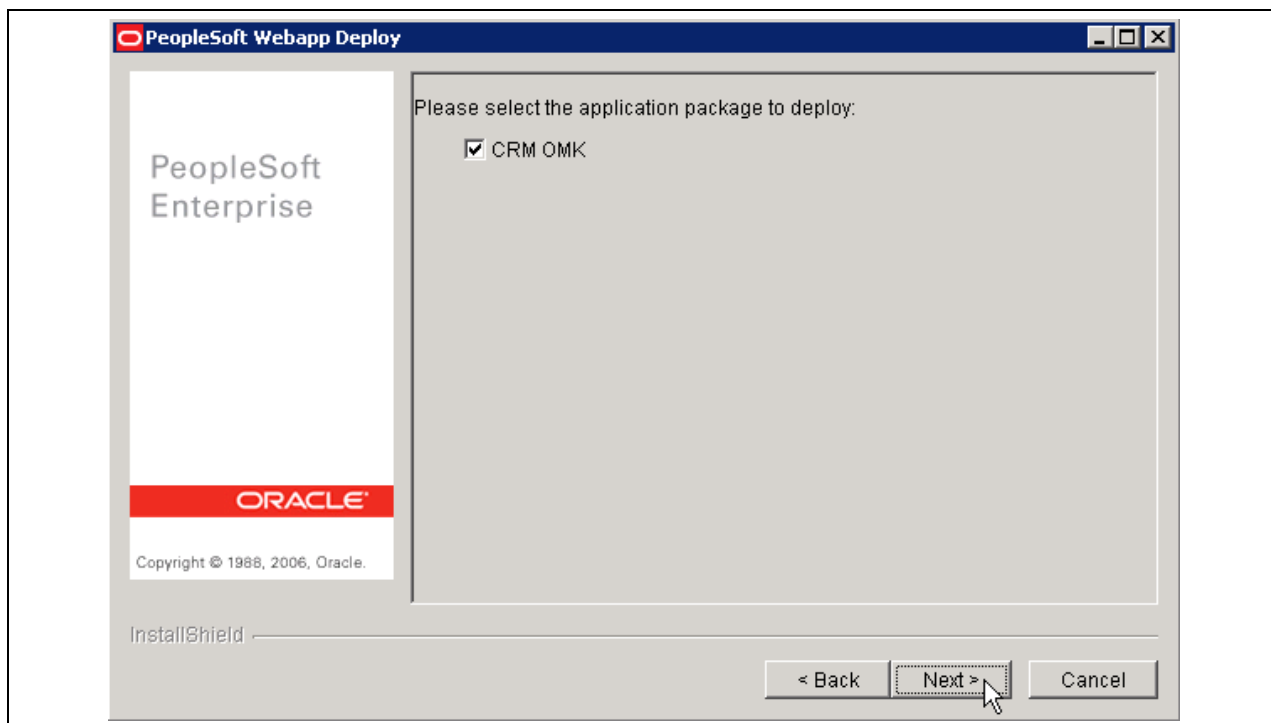 PeopleSoft Webapp Deploy
PeopleSoft
Enterprise
ORACLE
Copyright © 1988, 2006, Oracle.
Please select the application package to deploy:
CRM OMK
InstallShield
< Back
Next >
Cancel